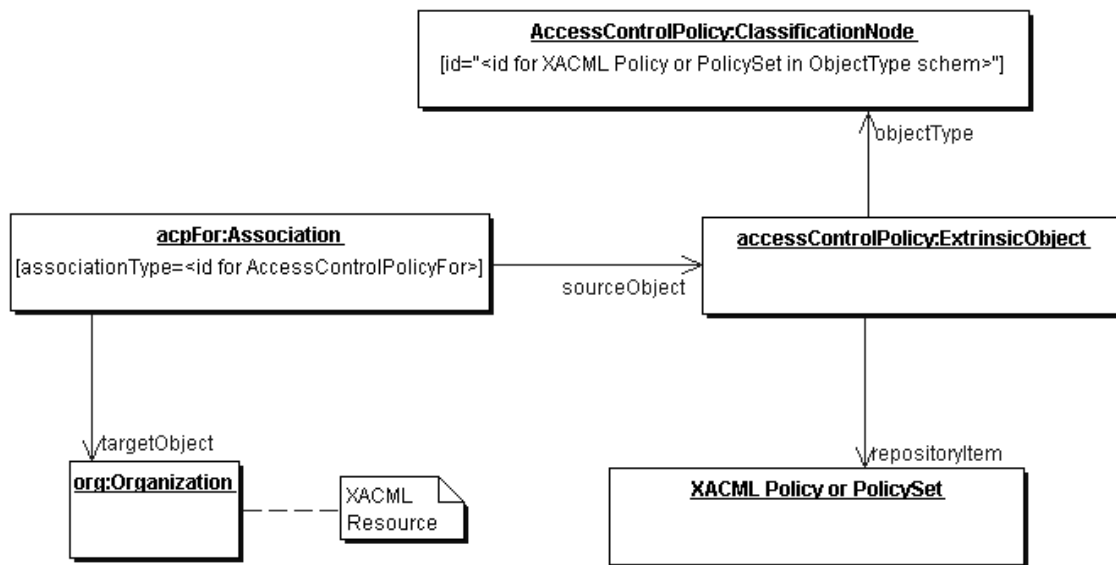 AccessControlPolicy:ClassificationNode
[id="<id for XACML Policy or PolicySet in ObjectType schem>"]
objectType
acpFor:Association
[associationType=<id for AccessControlPolicyFor>]
sourceObject
accessControlPolicy:ExtrinsicObject
targetObject
org:Organization
XACML
Resource
repositoryItem
XACML Policy or PolicySet